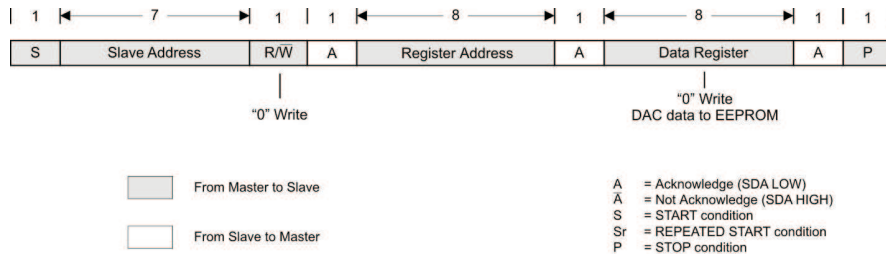 1 7 1 1 8 1 8 1 1
S Slave Address R/W̅ A Register Address A Data Register A P
“0” Write
“0” Write
DAC data to EEPROM
From Master to Slave
From Slave to Master
A = Acknowledge (SDA LOW)
A̅ = Not Acknowledge (SDA HIGH)
S = START condition
Sr = REPEATED START condition
P = STOP condition